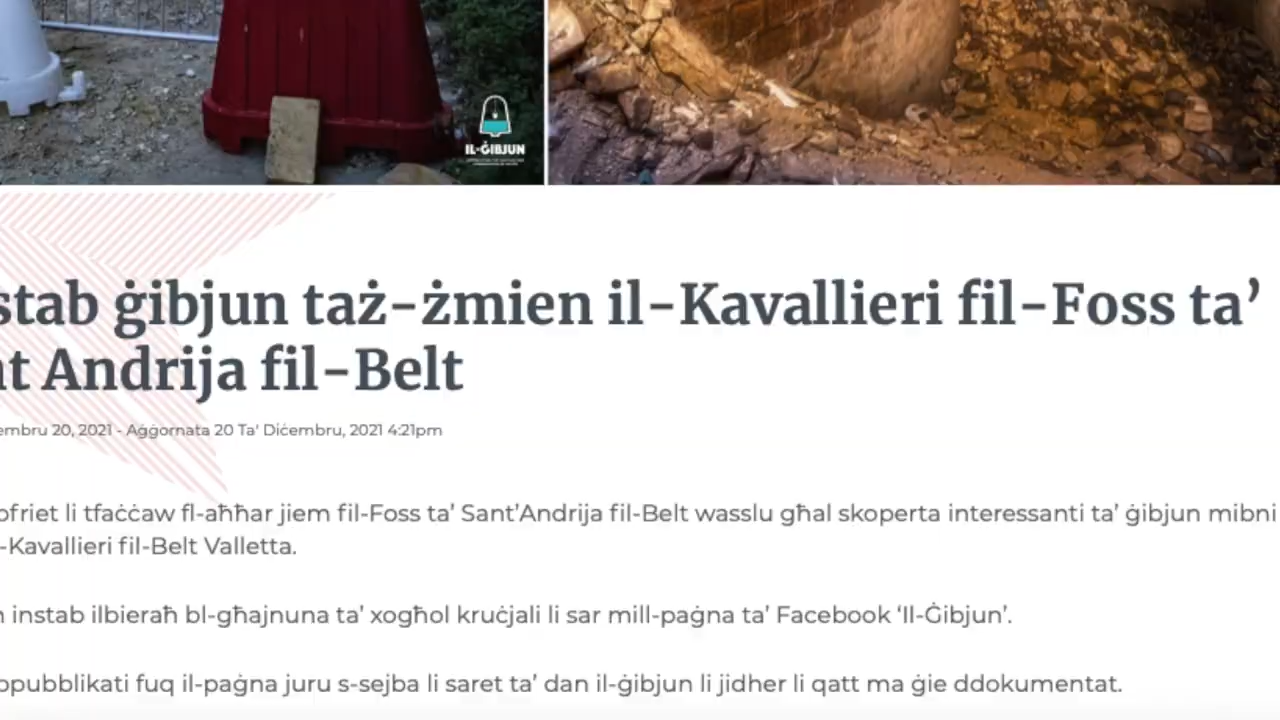 IL-ĠIBJUN
stab ġibjun taż-żmien il-Kavallieri fil-Foss ta’
nt Andrija fil-Belt
embru 20, 2021 - Aġġornata 20 Ta' Diċembru, 2021 4:21pm
ofriet li tfaċċaw fl-aħħar jiem fil-Foss ta’ Sant’Andrija fil-Belt wasslu għal skoperta interessanti ta’ ġibjun mibni
-Kavallieri fil-Belt Valletta.
n instab ilbieraħ bl-għajnuna ta’ xogħol kruċjali li sar mill-paġna ta’ Facebook ‘Il-Ġibjun’.
ppubblikati fuq il-paġna juru s-sejba li saret ta’ dan il-ġibjun li jidher li qatt ma ġie ddokumentat.